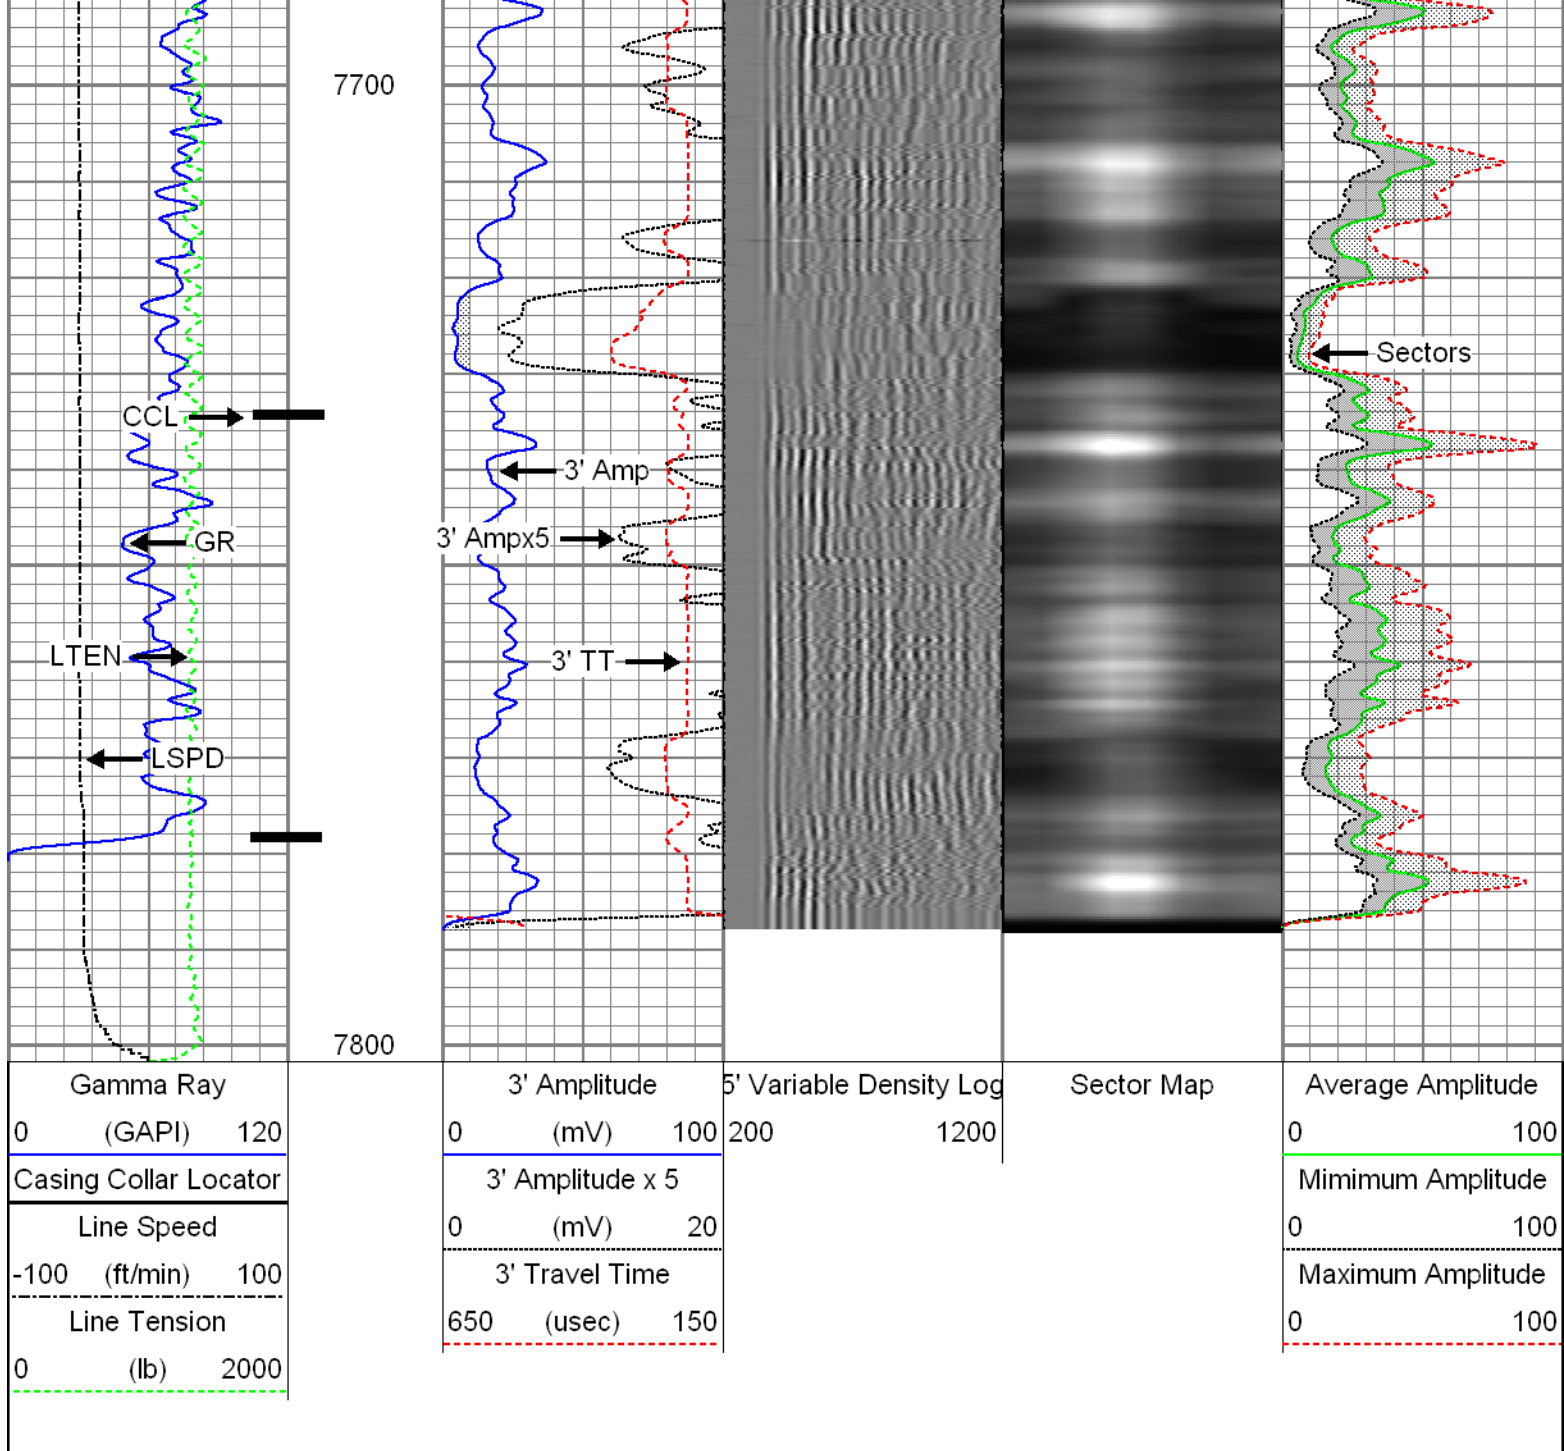 7700
Sectors
CCL
3' Amp
3' Ampx5
GR
LTEN
3' TT
LSPD
7800
Gamma Ray
0 (GAPI) 120
Casing Collar Locator
Line Speed
-100 (ft/min) 100
Line Tension
0 (lb) 2000
3' Amplitude
0 (mV) 100
3' Amplitude x 5
0 (mV) 20
3' Travel Time
650 (usec) 150
5' Variable Density Log
200 1200
Sector Map
Average Amplitude
0 100
Mimimum Amplitude
0 100
Maximum Amplitude
0 100